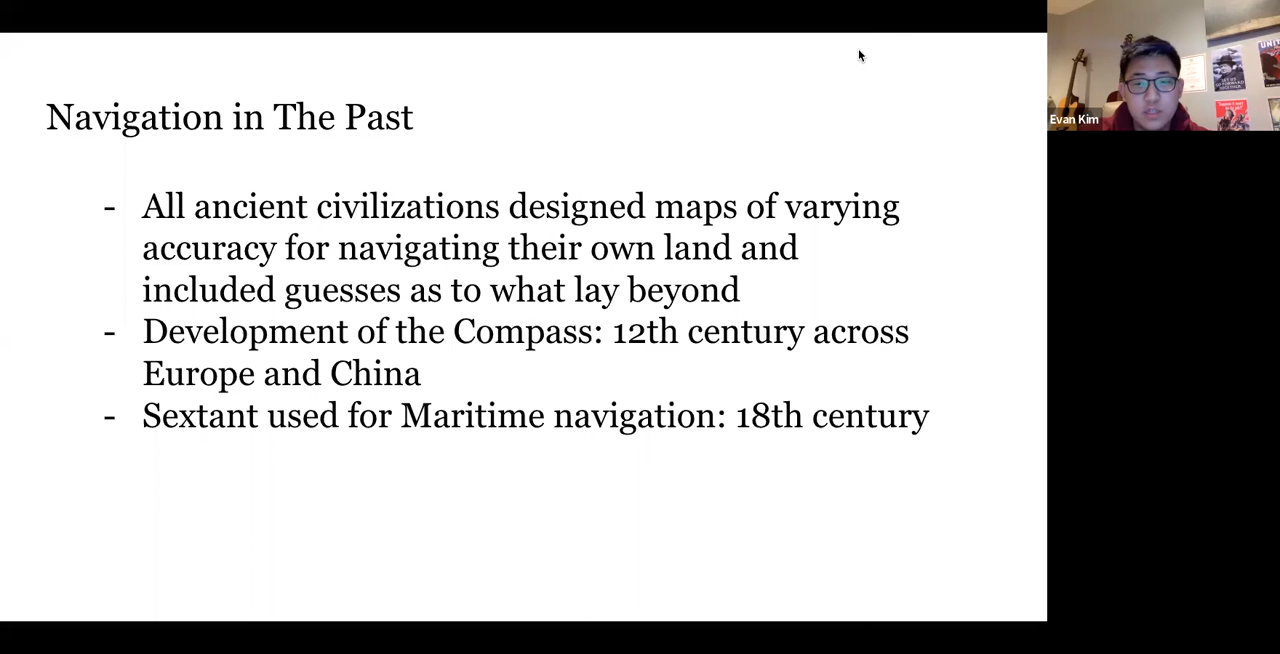 Navigation in The Past
- All ancient civilizations designed maps of varying
accuracy for navigating their own land and
included guesses as to what lay beyond
- Development of the Compass: 12th century across
Europe and China
- Sextant used for Maritime navigation: 18th century
Evan Kim